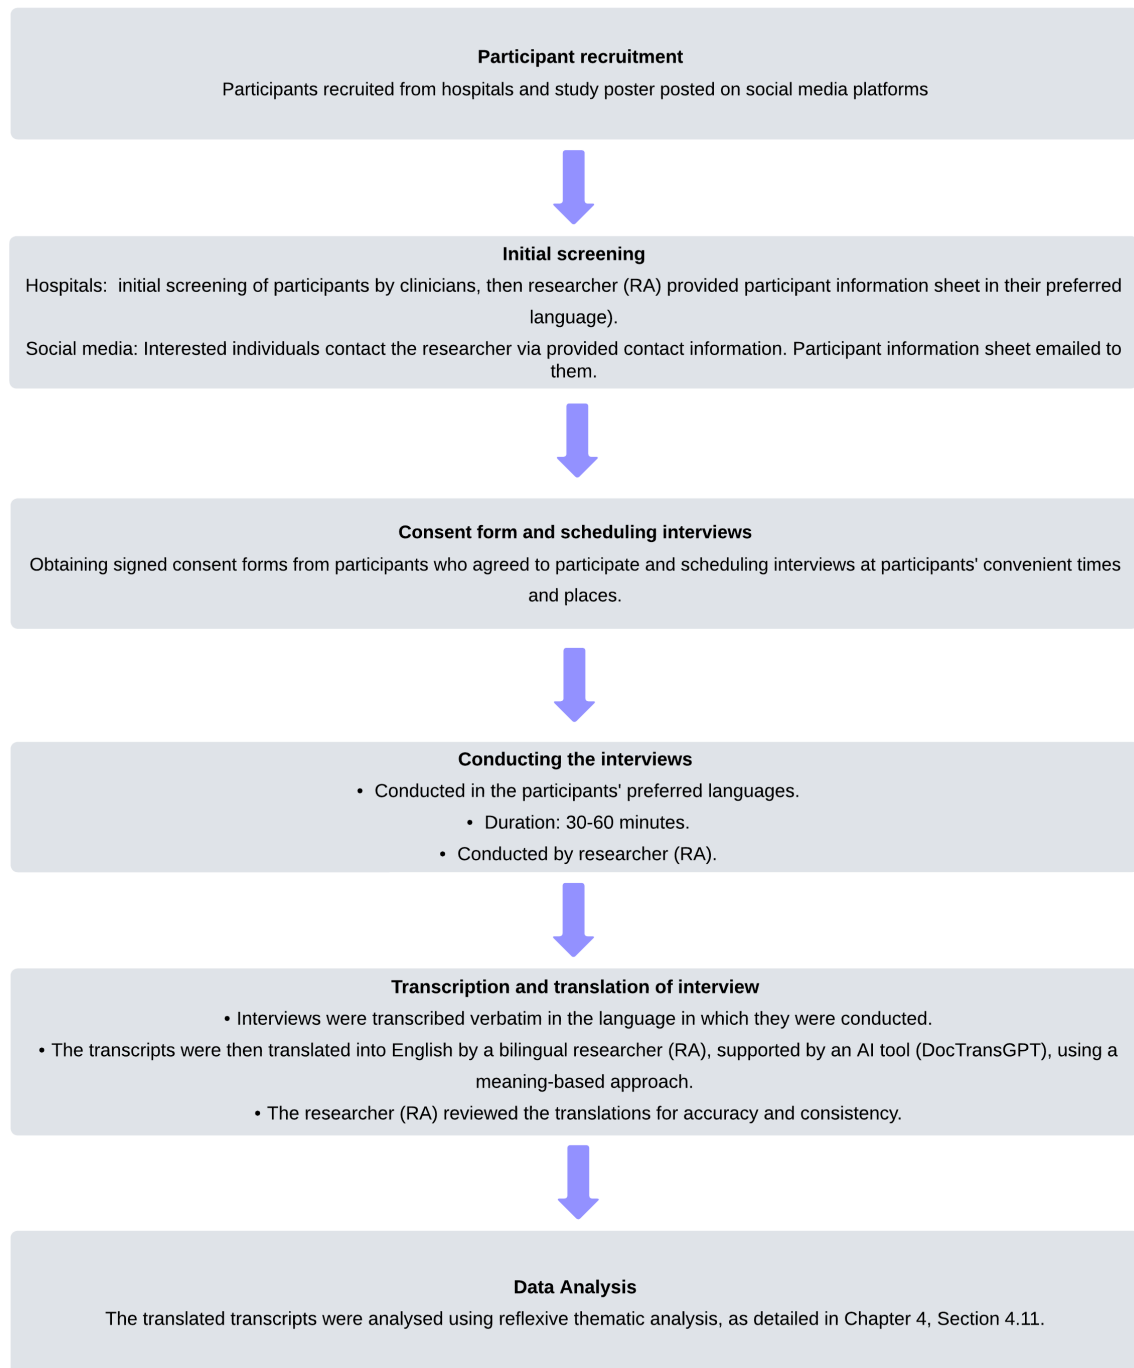 Participant recruitment
Participants recruited from hospitals and study poster posted on social media platforms
Initial screening
Hospitals:  initial screening of participants by clinicians, then researcher (RA) provided participant information sheet in their preferred
language).
Social media: Interested individuals contact the researcher via provided contact information. Participant information sheet emailed to
them.
Consent form and scheduling interviews
Obtaining signed consent forms from participants who agreed to participate and scheduling interviews at participants' convenient times
and places.
Conducting the interviews
• Conducted in the participants' preferred languages.
• Duration: 30-60 minutes.
• Conducted by researcher (RA).
Transcription and translation of interview
• Interviews were transcribed verbatim in the language in which they were conducted.
• The transcripts were then translated into English by a bilingual researcher (RA), supported by an AI tool (DocTransGPT), using a
meaning-based approach.
• The researcher (RA) reviewed the translations for accuracy and consistency.
Data Analysis
The translated transcripts were analysed using reflexive thematic analysis, as detailed in Chapter 4, Section 4.11.